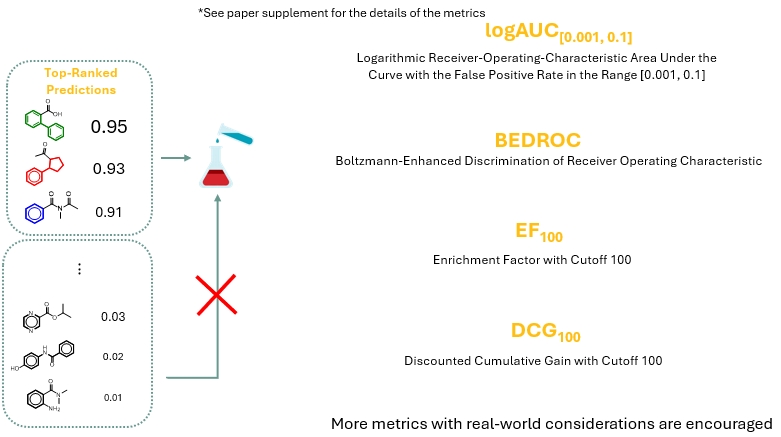 *See paper supplement for the details of the metrics
Top-Ranked
Predictions
O
OH
0.95
O
0.93
O O
N
0.91
⋮
N
N
O
O
0.03
HO
H
N
O
0.02
O
N
NH₂
0.01
logAUC[0.001, 0.1]
Logarithmic Receiver-Operating-Characteristic Area Under the
Curve with the False Positive Rate in the Range [0.001, 0.1]
BEDROC
Boltzmann-Enhanced Discrimination of Receiver Operating Characteristic
EF100
Enrichment Factor with Cutoff 100
DCG100
Discounted Cumulative Gain with Cutoff 100
More metrics with real-world considerations are encouraged